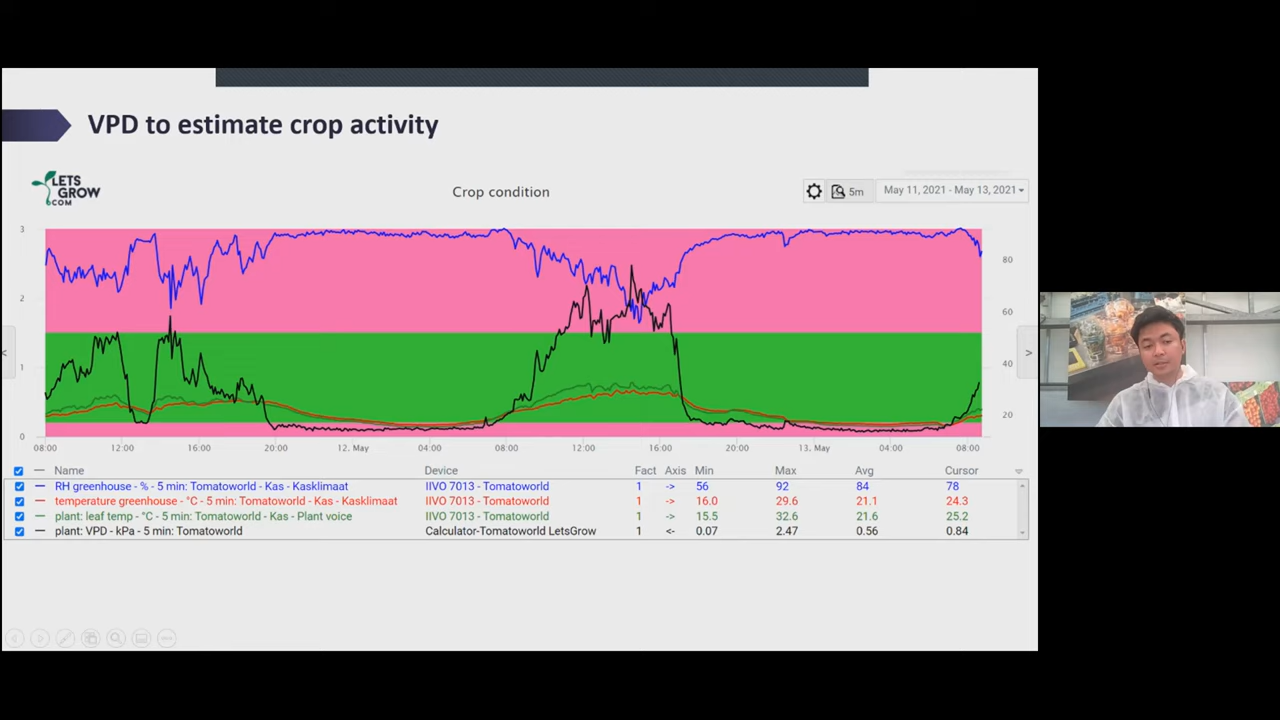 VPD to estimate crop activity
LETS
GROW
.COM
Crop condition
5m
May 11, 2021 - May 13, 2021
3
2
1
0
80
60
40
20
08:00 12:00 16:00 20:00 12. May 04:00 08:00 12:00 16:00 20:00 13. May 04:00 08:00
Name Device Fact Axis Min Max Avg Cursor
RH greenhouse - % - 5 min: Tomatoworld - Kas - Kasklimaat IIVO 7013 - Tomatoworld 1 -> 56 92 84 78
temperature greenhouse - °C - 5 min: Tomatoworld - Kas - Kasklimaat IIVO 7013 - Tomatoworld 1 -> 16.0 29.6 21.1 24.3
plant: leaf temp - °C - 5 min: Tomatoworld - Kas - Plant voice IIVO 7013 - Tomatoworld 1 -> 15.5 32.6 21.6 25.2
plant: VPD - kPa - 5 min: Tomatoworld Calculator-Tomatoworld LetsGrow 1 <- 0.07 2.47 0.56 0.84